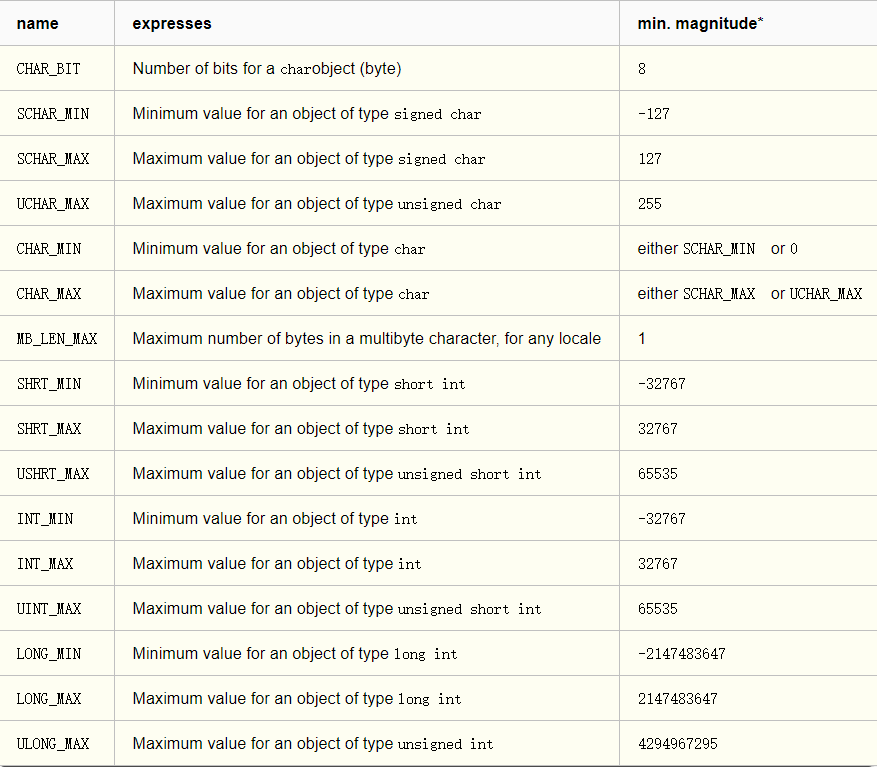 name expresses min. magnitude*
CHAR_BIT Number of bits for a charobject (byte) 8
SCHAR_MIN Minimum value for an object of type signed char -127
SCHAR_MAX Maximum value for an object of type signed char 127
UCHAR_MAX Maximum value for an object of type unsigned char 255
CHAR_MIN Minimum value for an object of type char either SCHAR_MIN or 0
CHAR_MAX Maximum value for an object of type char either SCHAR_MAX or UCHAR_MAX
MB_LEN_MAX Maximum number of bytes in a multibyte character, for any locale 1
SHRT_MIN Minimum value for an object of type short int -32767
SHRT_MAX Maximum value for an object of type short int 32767
USHRT_MAX Maximum value for an object of type unsigned short int 65535
INT_MIN Minimum value for an object of type int -32767
INT_MAX Maximum value for an object of type int 32767
UINT_MAX Maximum value for an object of type unsigned short int 65535
LONG_MIN Minimum value for an object of type long int -2147483647
LONG_MAX Maximum value for an object of type long int 2147483647
ULONG_MAX Maximum value for an object of type unsigned int 4294967295